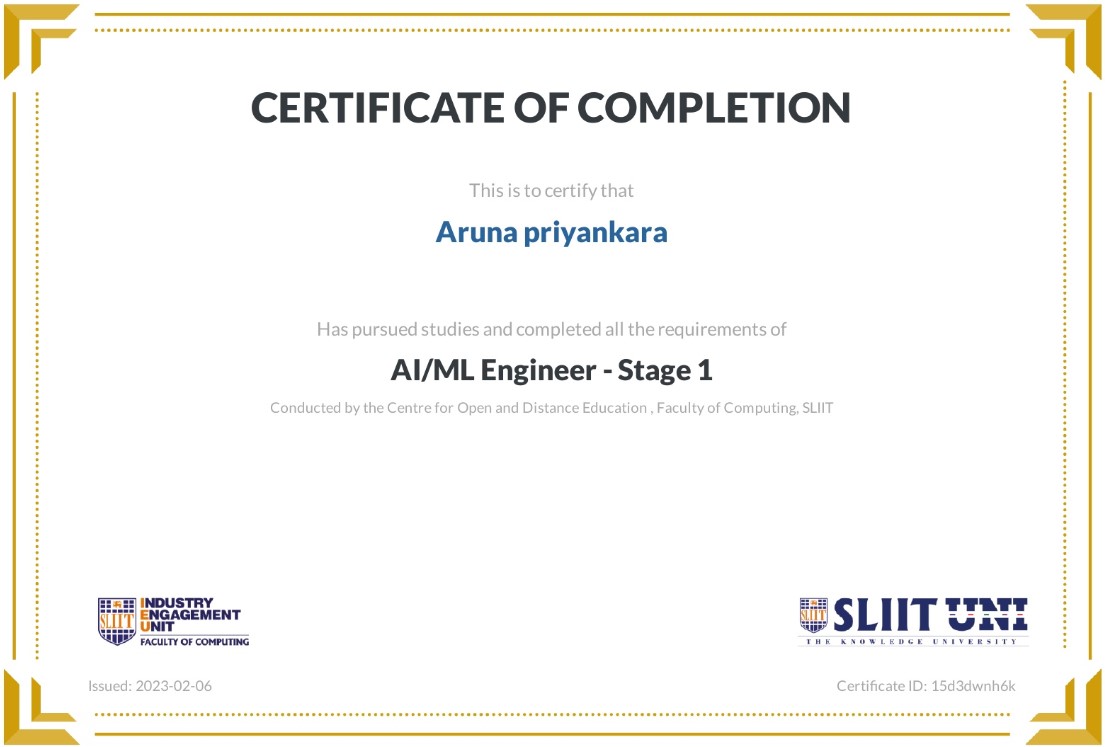 CERTIFICATE OF COMPLETION
This is to certify that
Aruna priyankara
Has pursued studies and completed all the requirements of
AI/ML Engineer - Stage 1
Conducted by the Centre for Open and Distance Education , Faculty of Computing, SLIIT
SLIIT
INDUSTRY
ENGAGEMENT
UNIT
FACULTY OF COMPUTING
SLIIT
SLIIT UNI
THE KNOWLEDGE UNIVERSITY
Issued: 2023-02-06
Certificate ID: 15d3dwnh6k